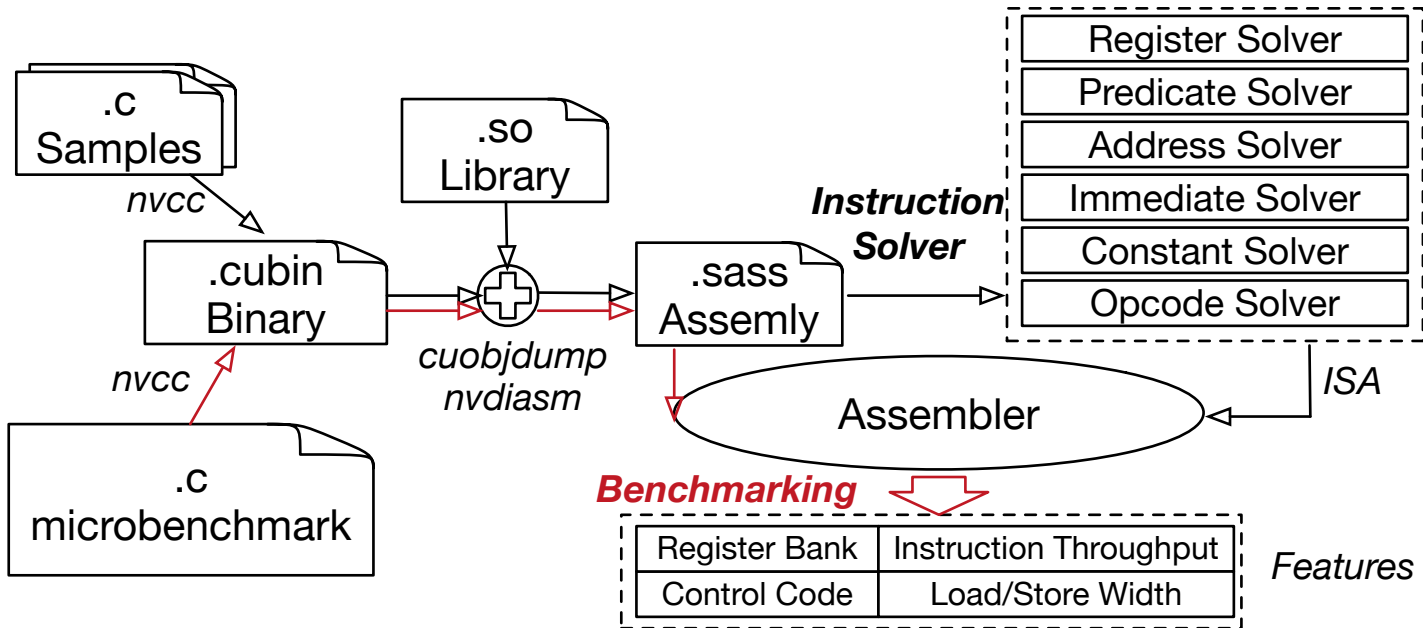 .c
Samples
nvcc
.so
Library
.cubin
Binary
cuobjdump
nvdiasm
.sass
Assemly
Instruction
Solver
Register Solver
Predicate Solver
Address Solver
Immediate Solver
Constant Solver
Opcode Solver
ISA
nvcc
.c
microbenchmark
Assembler
Benchmarking
Register Bank
Instruction Throughput
Control Code
Load/Store Width
Features